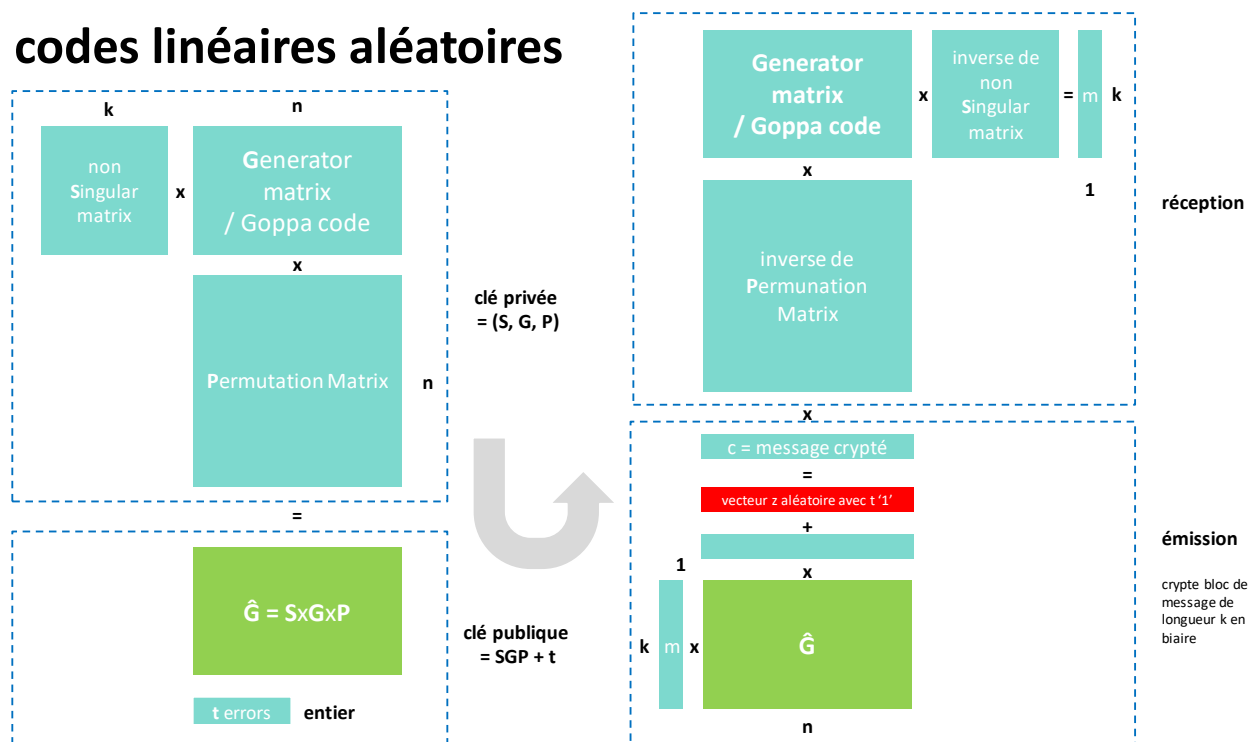 codes linéaires aléatoires
k
n
non
Singular
matrix
x
Generator
matrix
/ Goppa code
x
Permutation Matrix
n
clé privée
= (S, G, P)
=
Ĝ = SxGxP
clé publique
= SGP + t
t errors
entier
Generator
matrix
/ Goppa code
x
inverse de
non
Singular
matrix
=
m
k
1
x
inverse de
Permunation
Matrix
réception
x
c = message crypté
=
vecteur z aléatoire avec t ‘1’
+
1
x
k
m
x
Ĝ
n
émission
crypte bloc de
message de
longueur k en
biaire